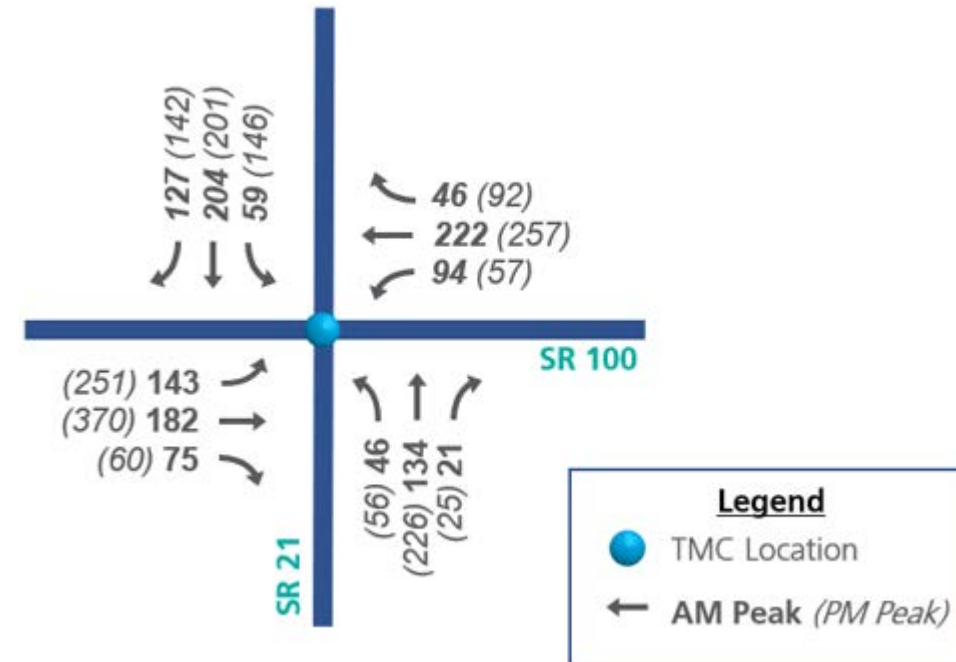 127 (142)
204 (201)
59 (146)
46 (92)
222 (257)
94 (57)
SR 100
(251) 143
(370) 182
(60) 75
(56) 46
(226) 134
(25) 21
SR 21
Legend
TMC Location
AM Peak (PM Peak)